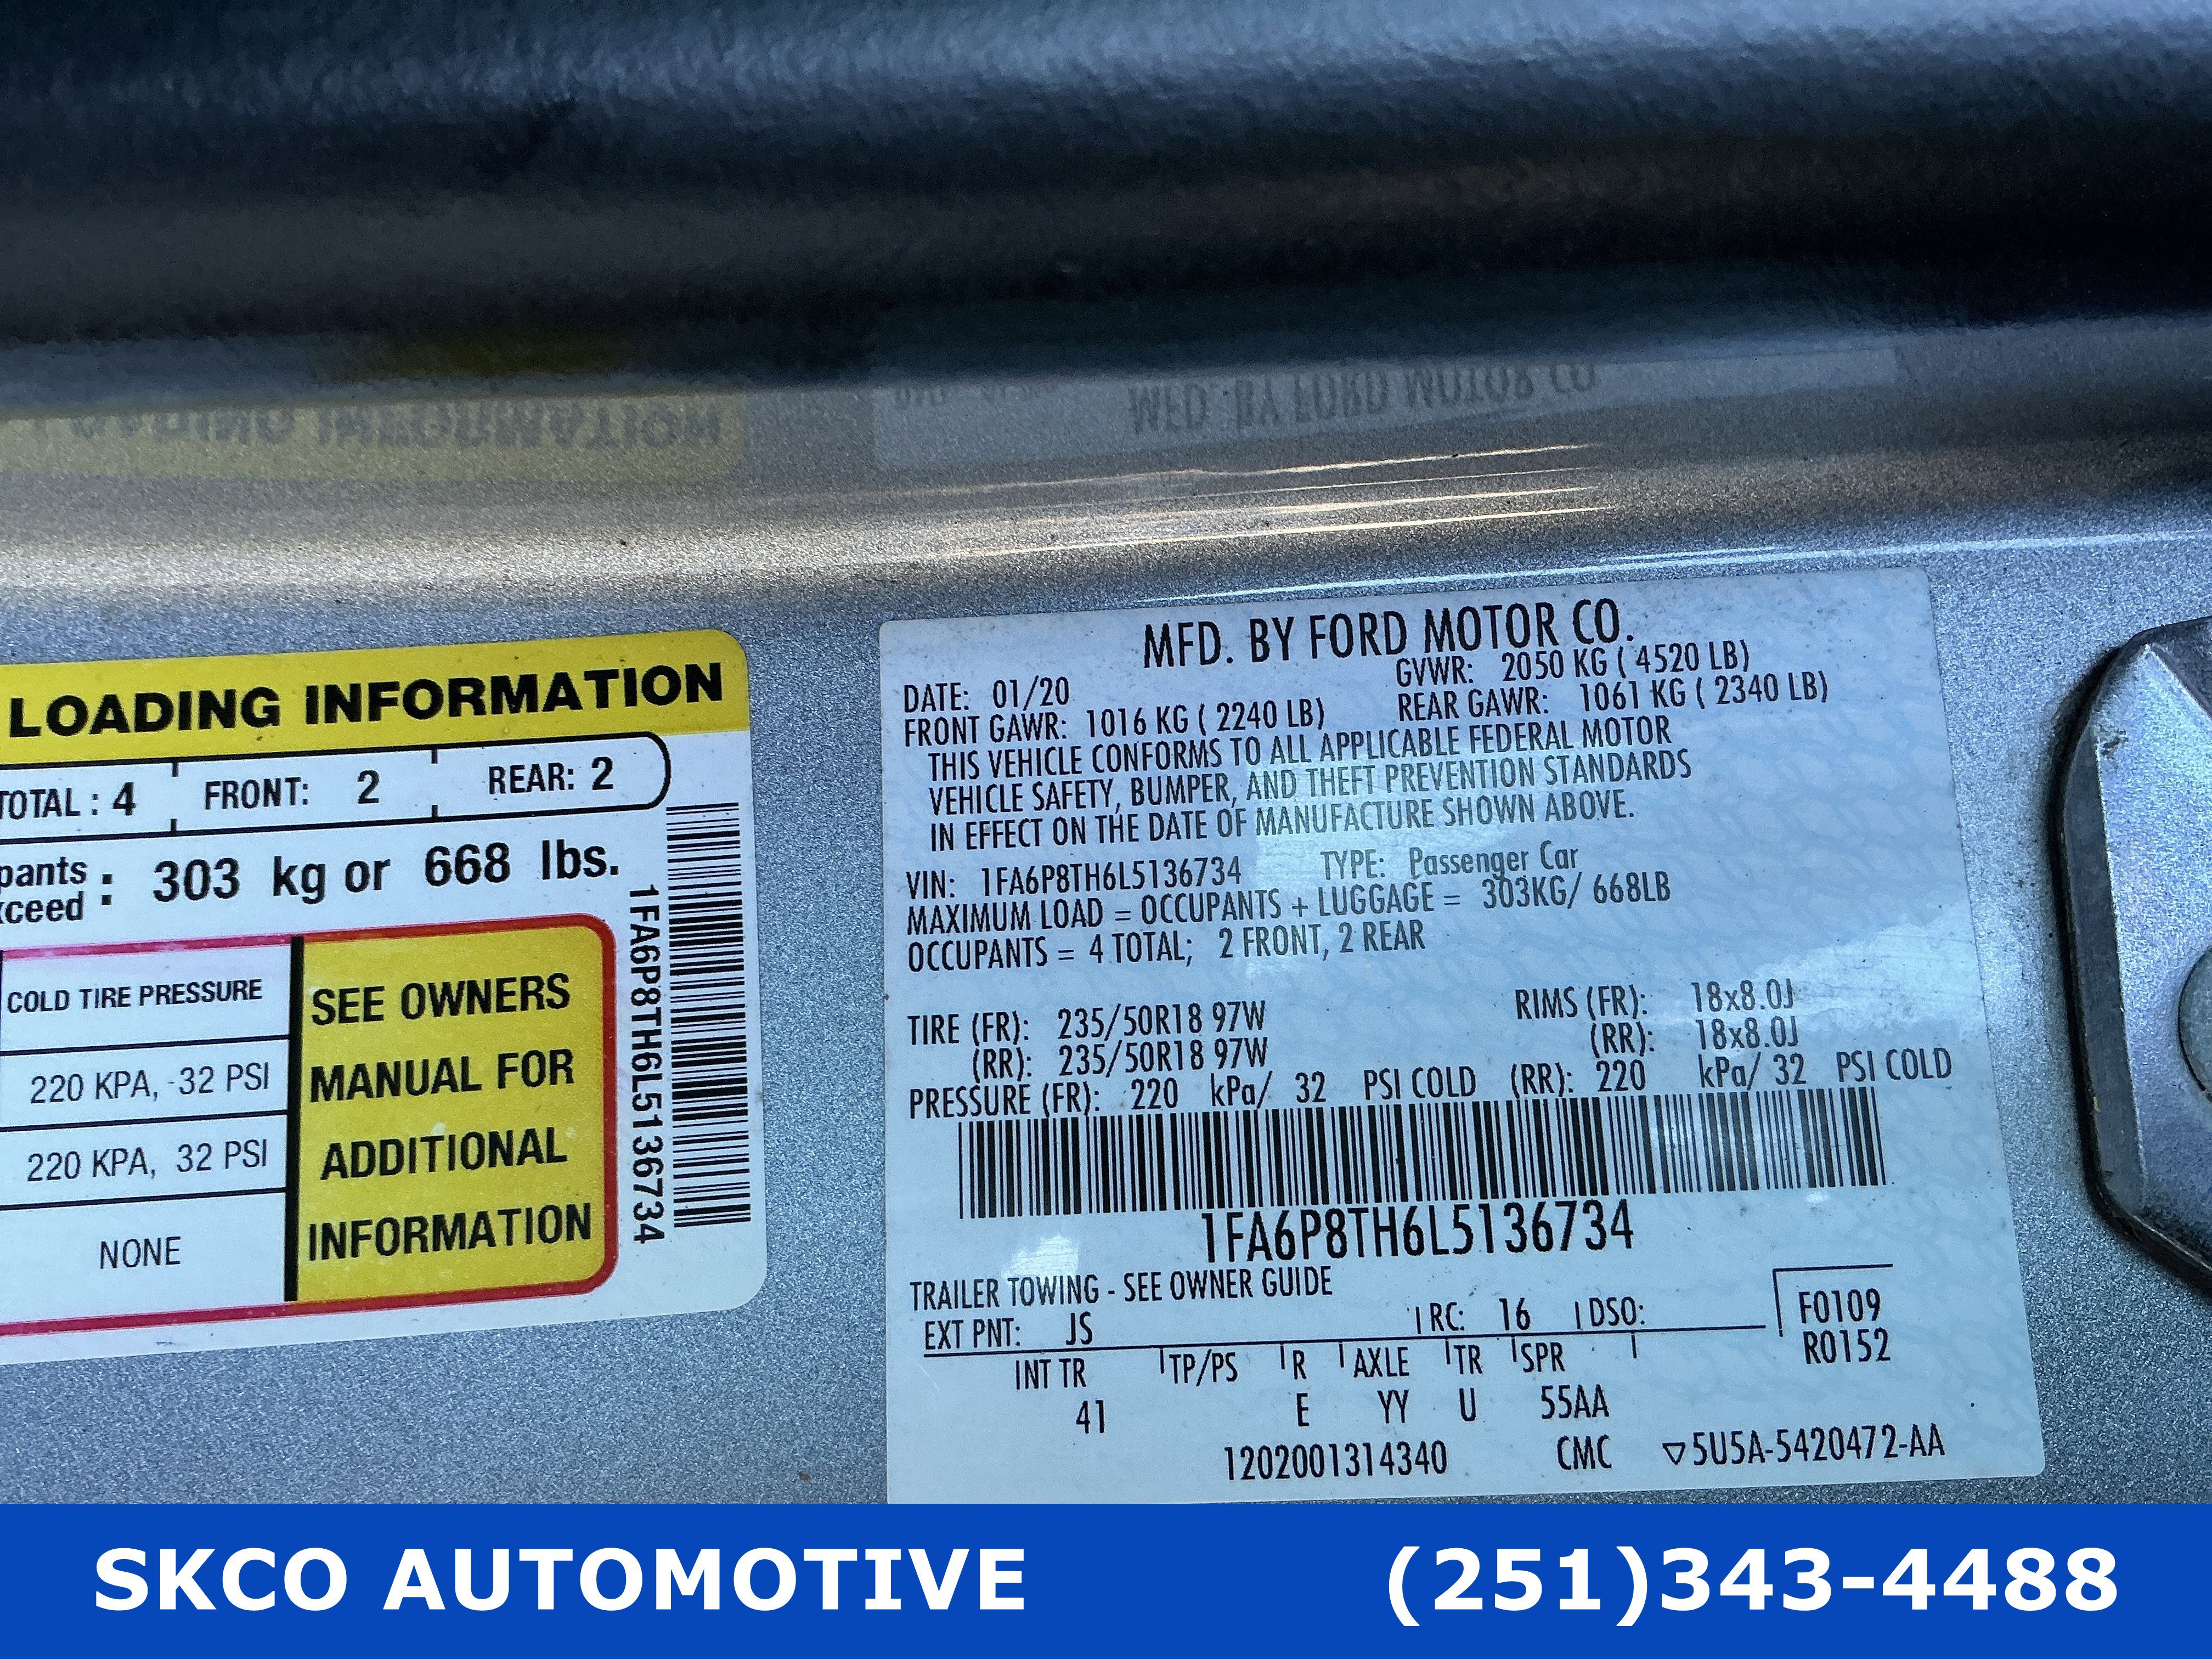 LOADING INFORMATION
TOTAL : 4 FRONT: 2 REAR: 2
pants
xceed : 303 kg or 668 lbs.
COLD TIRE PRESSURE
220 KPA, 32 PSI
220 KPA, 32 PSI
NONE
SEE OWNERS
MANUAL FOR
ADDITIONAL
INFORMATION
1FA6P8TH6L5136734
MFD. BY FORD MOTOR CO.
DATE: 01/20 GVWR: 2050 KG ( 4520 LB)
FRONT GAWR: 1016 KG ( 2240 LB) REAR GAWR: 1061 KG ( 2340 LB)
THIS VEHICLE CONFORMS TO ALL APPLICABLE FEDERAL MOTOR
VEHICLE SAFETY, BUMPER, AND THEFT PREVENTION STANDARDS
IN EFFECT ON THE DATE OF MANUFACTURE SHOWN ABOVE.
VIN: 1FA6P8TH6L5136734 TYPE: Passenger Car
MAXIMUM LOAD = OCCUPANTS + LUGGAGE = 303KG/ 668LB
OCCUPANTS = 4 TOTAL; 2 FRONT, 2 REAR
TIRE (FR): 235/50R18 97W RIMS (FR): 18x8.0J
(RR): 235/50R18 97W (RR): 18x8.0J
PRESSURE (FR): 220 kPa/ 32 PSI COLD (RR): 220 kPa/ 32 PSI COLD
1FA6P8TH6L5136734
TRAILER TOWING - SEE OWNER GUIDE
EXT PNT: JS RC: 16 DSO: F0109
R0152
INT TR TP/PS R AXLE TR SPR
41 E YY U 55AA
1202001314340 CMC ▽5U5A-5420472-AA
SKCO AUTOMOTIVE (251)343-4488